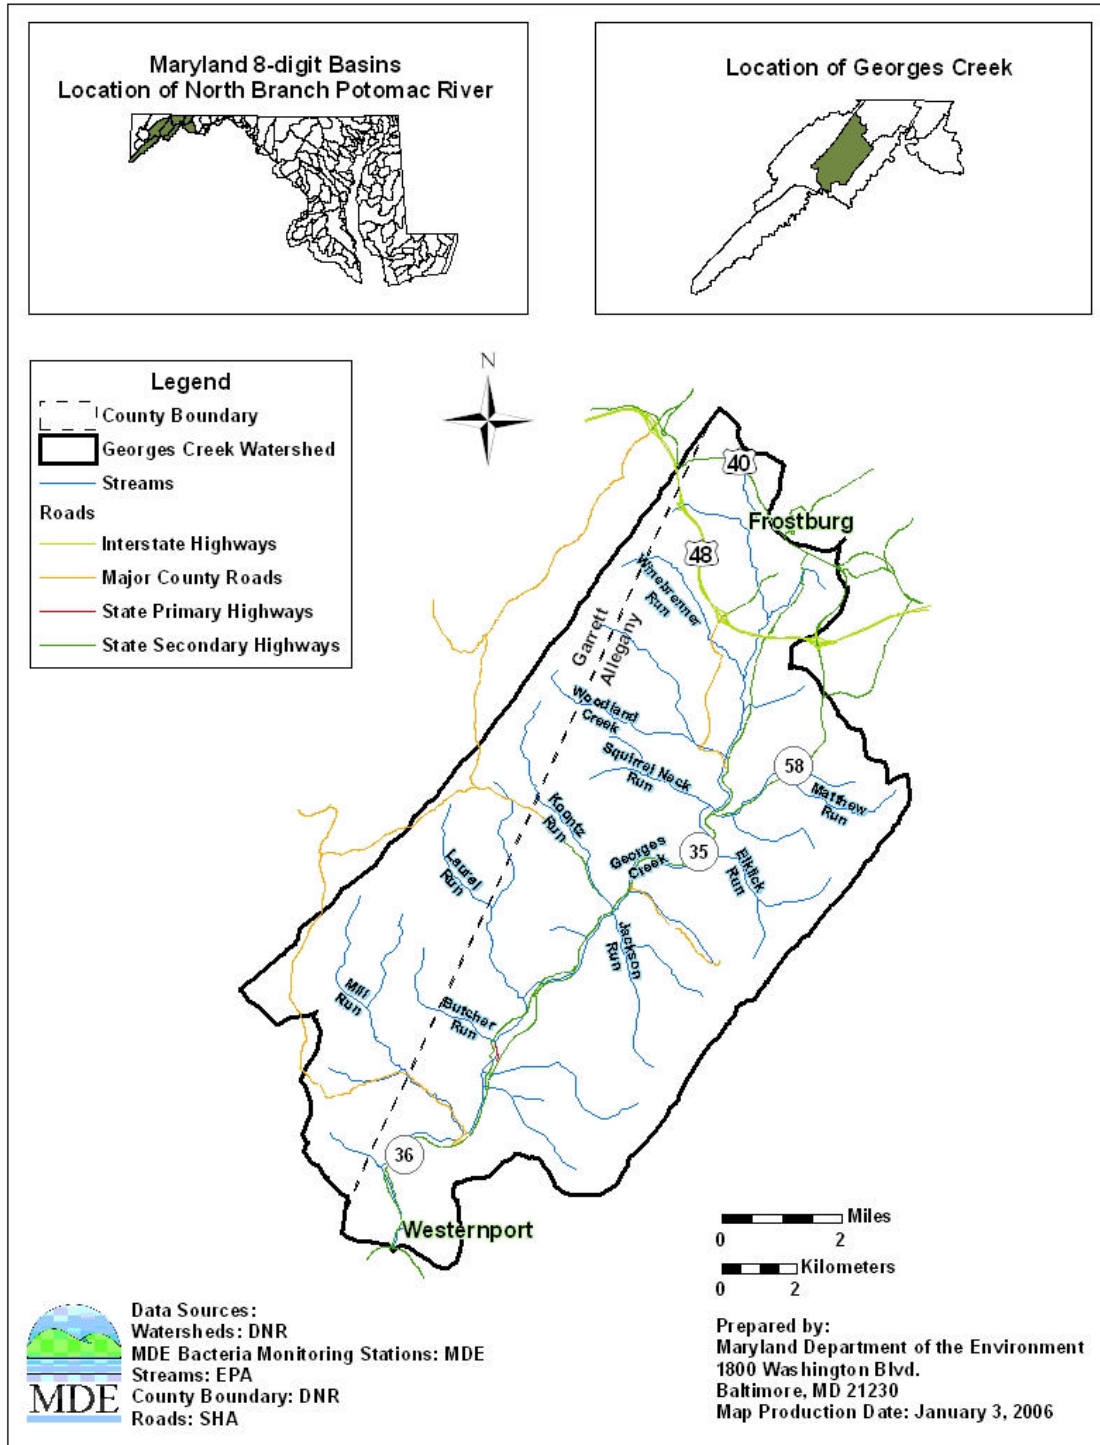 Maryland 8-digit Basins
Location of North Branch Potomac River
Location of Georges Creek
N
Legend
County Boundary
Georges Creek Watershed
Streams
Roads
Interstate Highways
Major County Roads
State Primary Highways
State Secondary Highways
40
Frostburg
48
Winebrenner
Run
Garrett
Allegany
Woodland
Creek
Squirrel Neck
Run
58
Matthew
Run
Koontz
Run
Georges
Creek
35
Elklick
Run
Laurel
Run
Jackson
Run
Mill
Run
Butcher
Run
36
Westernport
Miles
0 2
Kilometers
0 2
MDE
Data Sources:
Watersheds: DNR
MDE Bacteria Monitoring Stations: MDE
Streams: EPA
County Boundary: DNR
Roads: SHA
Prepared by:
Maryland Department of the Environment
1800 Washington Blvd.
Baltimore, MD 21230
Map Production Date: January 3, 2006